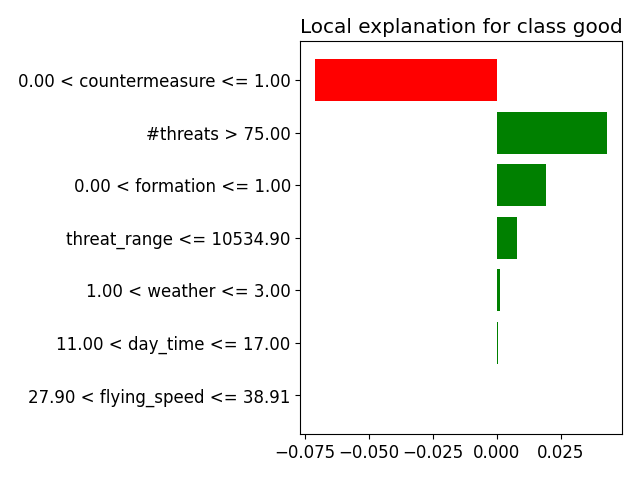 Local explanation for class good
0.00 < countermeasure <= 1.00
#threats > 75.00
0.00 < formation <= 1.00
threat_range <= 10534.90
1.00 < weather <= 3.00
11.00 < day_time <= 17.00
27.90 < flying_speed <= 38.91
−0.075 −0.050 −0.025 0.000 0.025